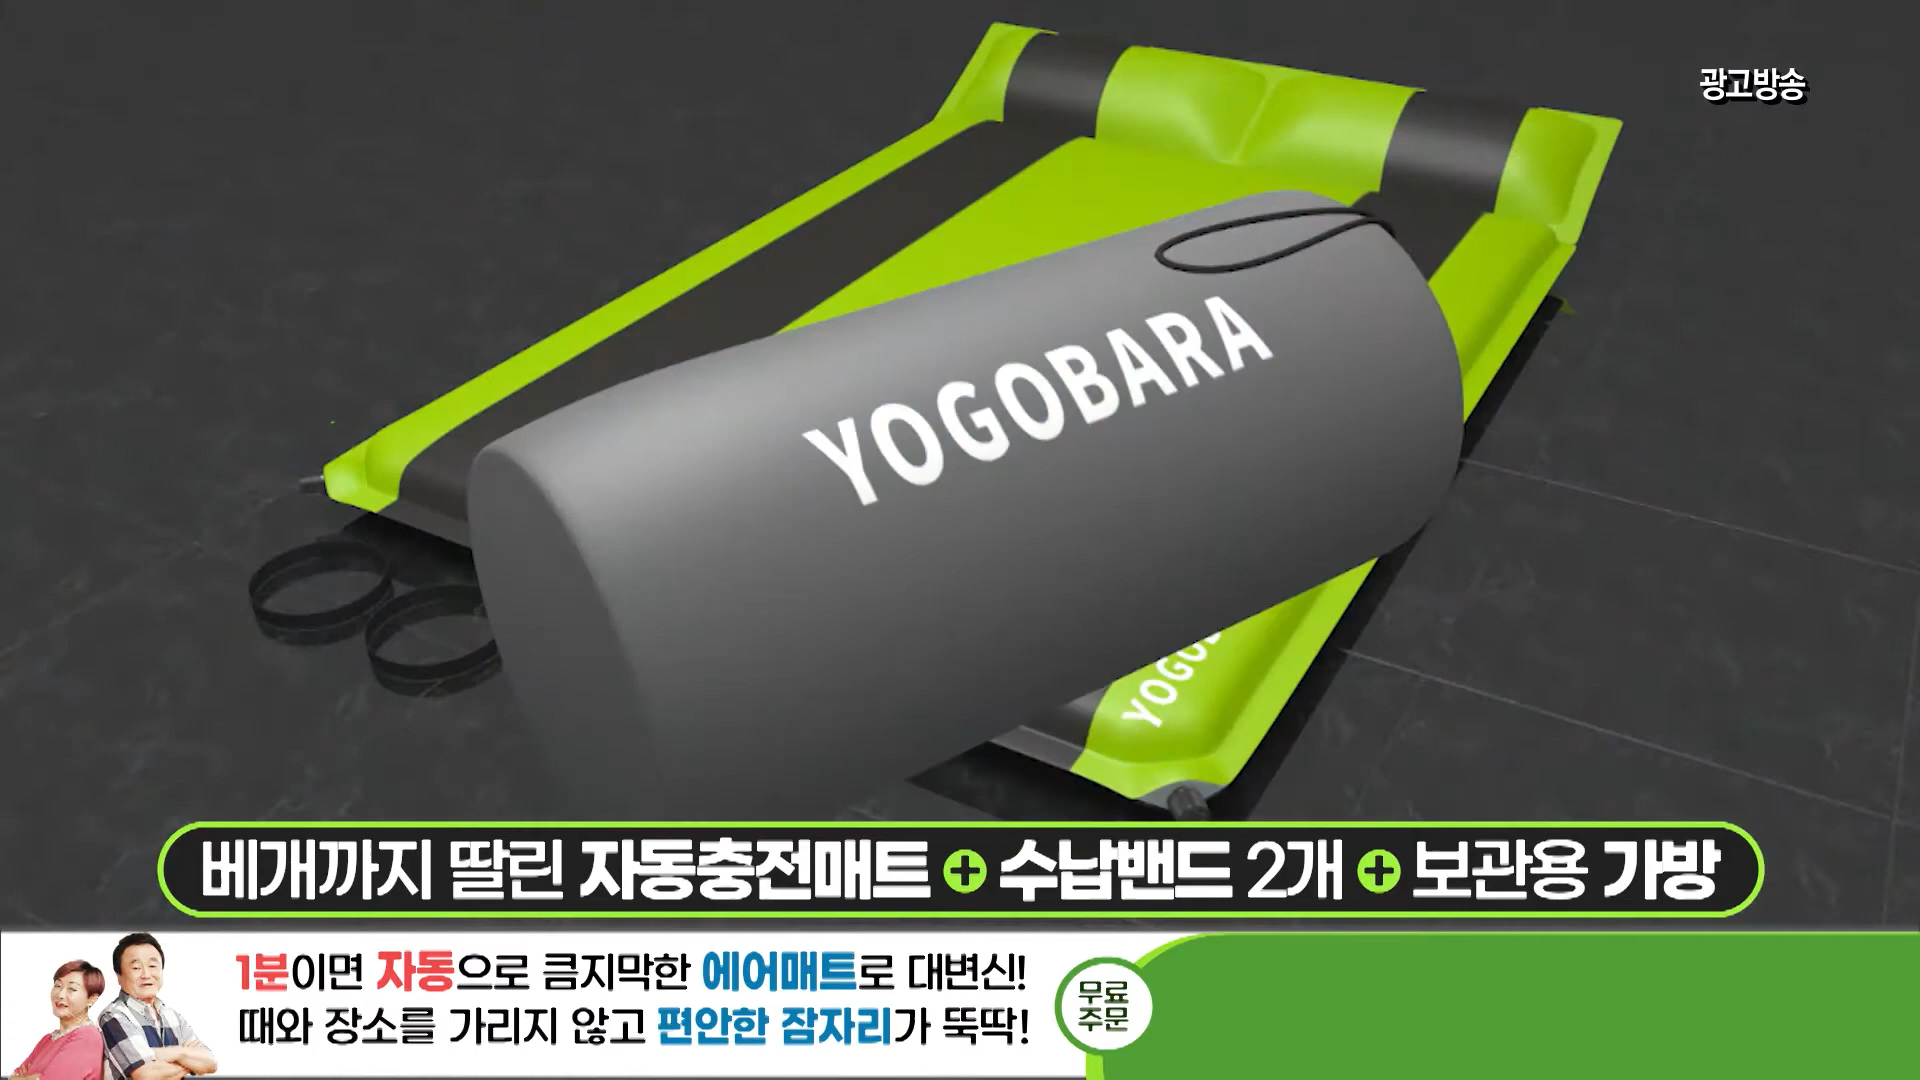 광고방송
YOGOBARA
베개까지 딸린 자동충전매트 + 수납밴드 2개 + 보관용 가방
1분이면 자동으로 큼지막한 에어매트로 대변신!
때와 장소를 가리지 않고 편안한 잠자리가 뚝딱!
무료
주문